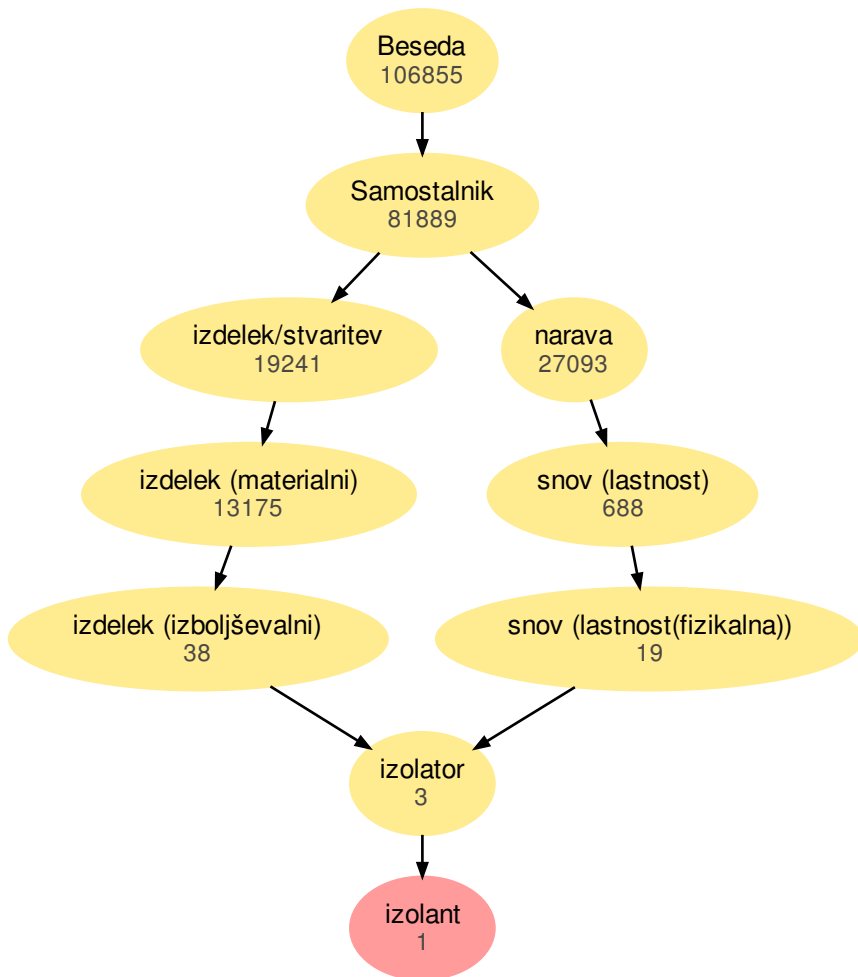 Beseda
106855
Samostalnik
81889
izdelek/stvaritev
19241
narava
27093
izdelek (materialni)
13175
snov (lastnost)
688
izdelek (izboljševalni)
38
snov (lastnost(fizikalna))
19
izolator
3
izolant
1